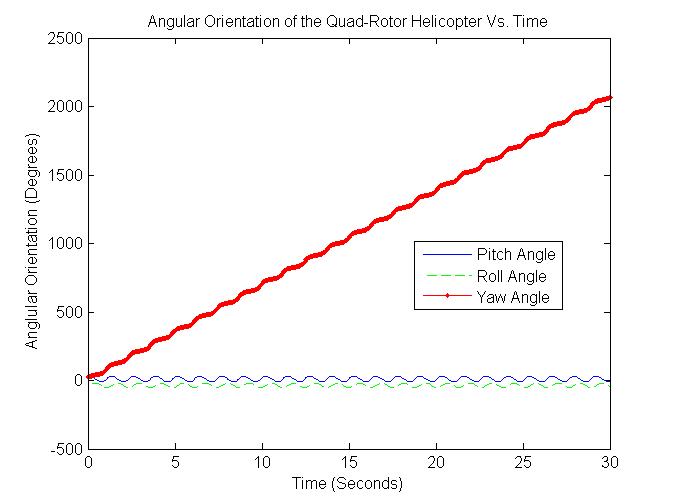 Angular Orientation of the Quad-Rotor Helicopter Vs. Time
2500
2000
1500
1000
500
0
-500
Anglular Orientation (Degrees)
Pitch Angle
Roll Angle
Yaw Angle
0 5 10 15 20 25 30
Time (Seconds)